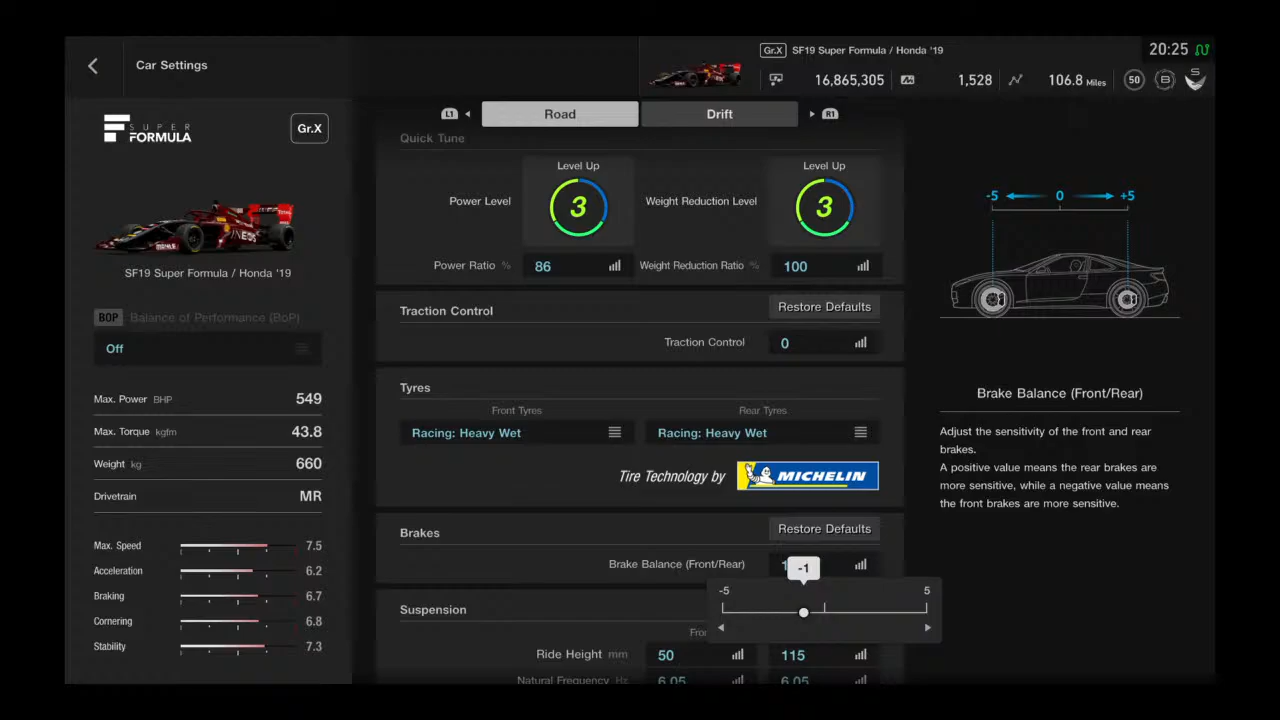 Car Settings
Gr.X SF19 Super Formula / Honda '19
20:25
16,865,305
1,528
106.8 Miles
50
B
S
L1 Road Drift R1
SUPER
FORMULA
Gr.X
SF19 Super Formula / Honda '19
BOP Balance of Performance (BoP)
Off
Max. Power BHP 549
Max. Torque kgfm 43.8
Weight kg 660
Drivetrain MR
Max. Speed 7.5
Acceleration 6.2
Braking 6.7
Cornering 6.8
Stability 7.3
Quick Tune
Level Up Level Up
Power Level 3 Weight Reduction Level 3
Power Ratio % 86 Weight Reduction Ratio % 100
Traction Control Restore Defaults
Traction Control 0
Tyres
Front Tyres Rear Tyres
Racing: Heavy Wet Racing: Heavy Wet
Tire Technology by MICHELIN
Brakes Restore Defaults
Brake Balance (Front/Rear)
-1
-5 5
Suspension
Ride Height mm 50 115
Natural Frequency Hz 6.05 6.05
-5 0 +5
Brake Balance (Front/Rear)
Adjust the sensitivity of the front and rear
brakes.
A positive value means the rear brakes are
more sensitive, while a negative value means
the front brakes are more sensitive.